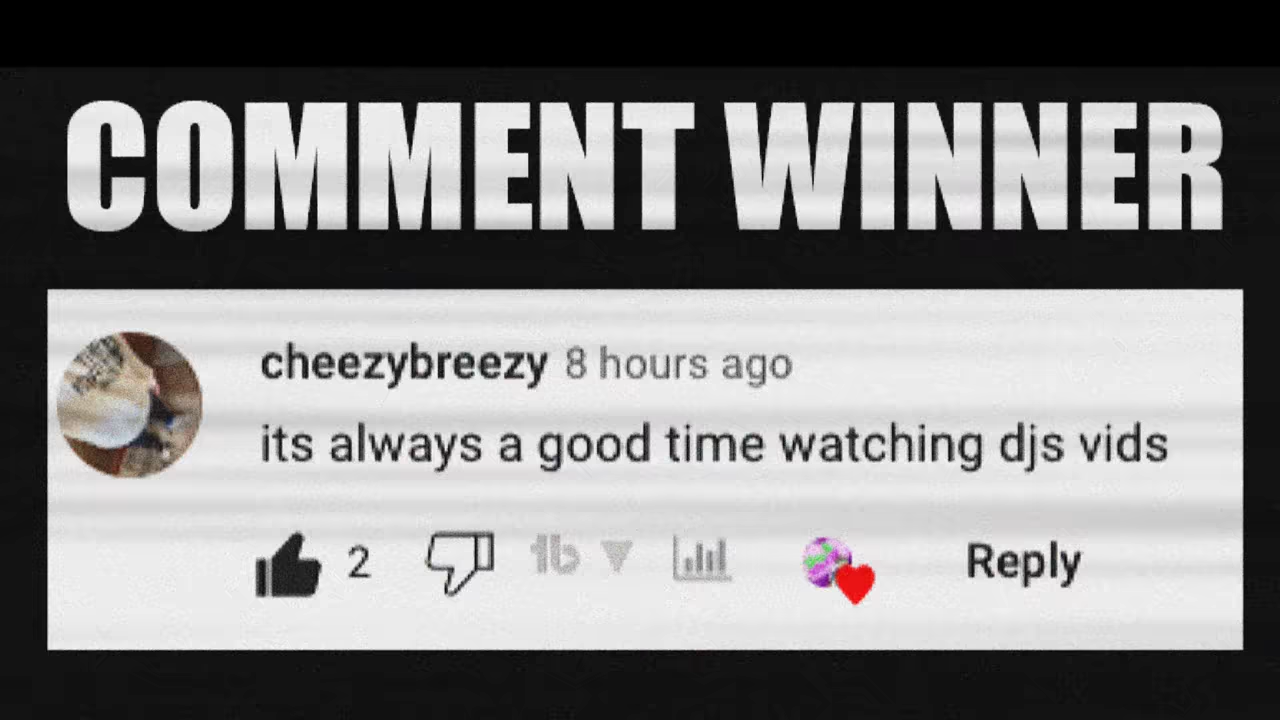 COMMENT WINNER
cheezybreezy 8 hours ago
its always a good time watching djs vids
2 Reply